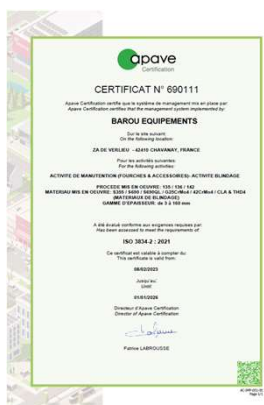 apave
Certification
CERTIFICAT N° 690111
Apave Certification certifie que le système de management mis en place par:
Apave Certification certifies that the management system implemented by:
BAROU EQUIPEMENTS
Sur le site suivant:
On the following location:
ZA DE VERLIEU - 42410 CHAVANAY, FRANCE
Pour les activités suivantes:
For the following activities:
ACTIVITE DE MANUTENTION (FOURCHES & ACCESSOIRES)- ACTIVITE BLINDAGE
PROCEDE MIS EN OEUVRE: 135 / 136 / 142
MATERIAU MIS EN OEUVRE: S355 / S690 / S690QL / G25CrMo4 / 42CrMo4 / CLA & THD4
(MATERIAUX DE BLINDAGE)
GAMME D'EPAISSEUR: de 3 à 160 mm
A été évalué conforme aux exigences requises par
Has been assessed to meet the requirements of
ISO 3834-2 : 2021
Ce certificat est valable à compter du:
This certificate is valid from:
Jusqu'au:
Until:
Directeur d'Apave Certification
Director of Apave Certification
Patrice LABROUSSE